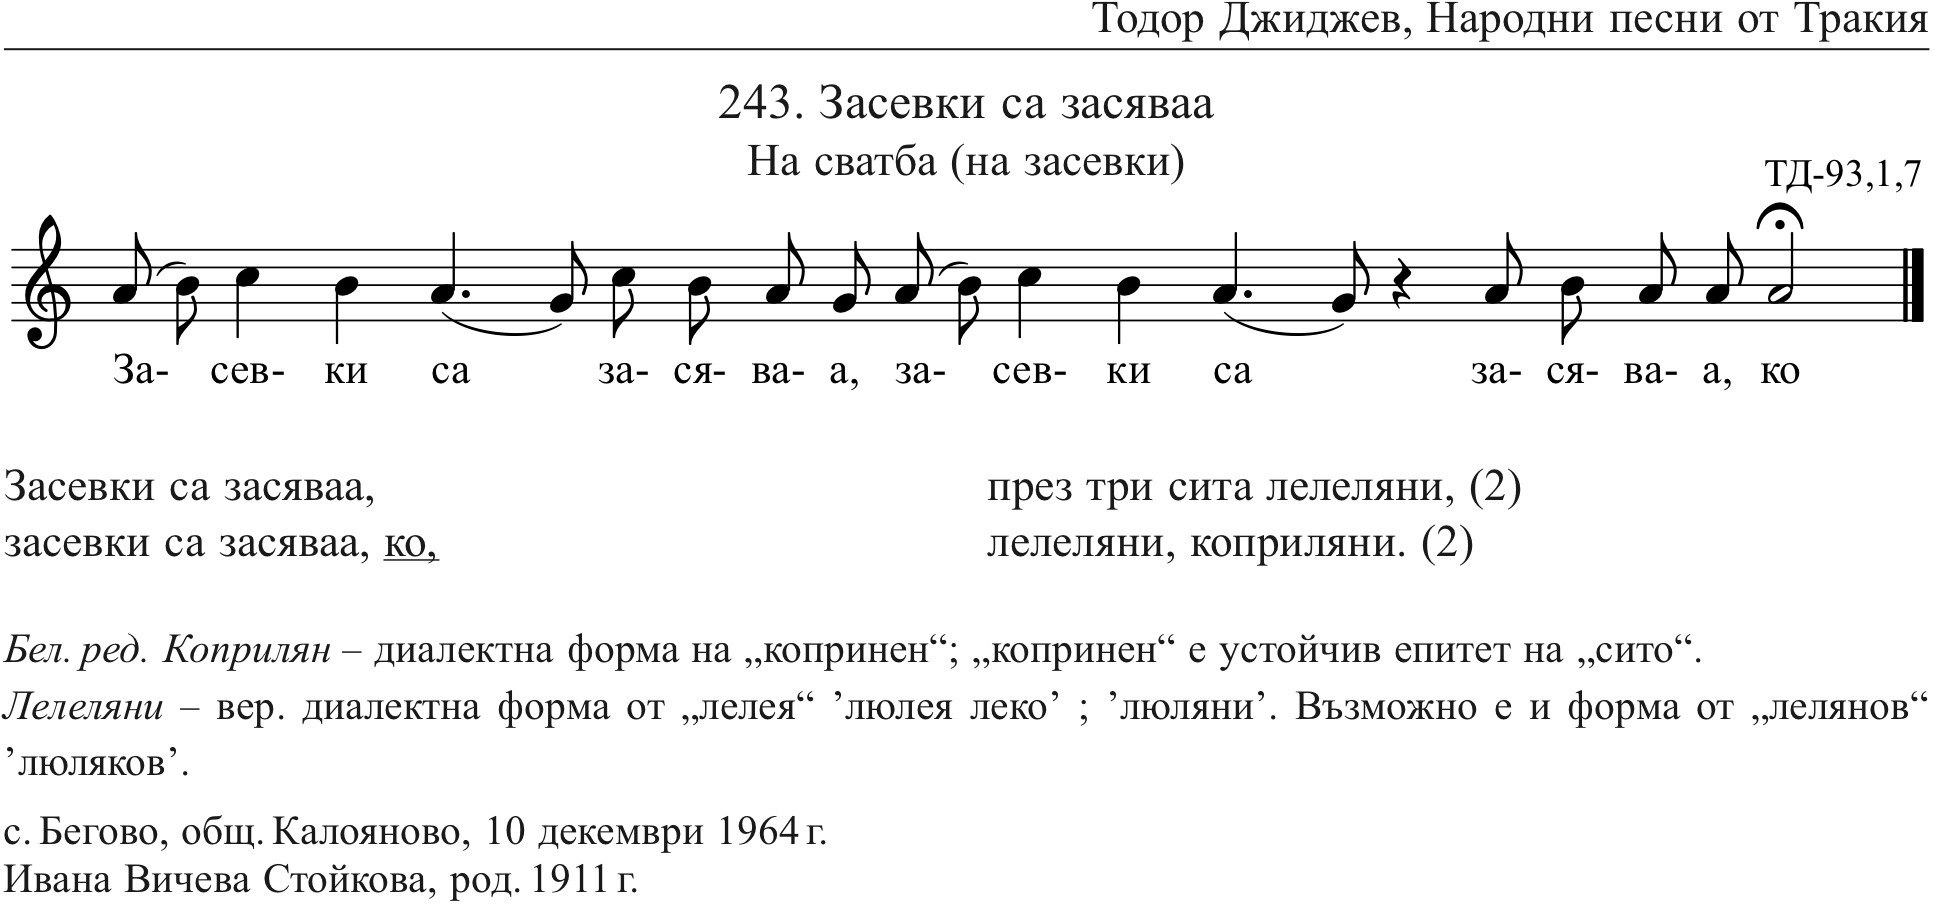 Тодор Джиджев, Народни песни от Тракия
243. Засевки са засяваа
На сватба (на засевки)
ТД-93,1,7
За- сев- ки са за- ся- ва- а, за- сев- ки са за- ся- ва- а, ко
Засевки са засяваа,
засевки са засяваа, ко,
през три сита лелеляни, (2)
лелеляни, коприляни. (2)
Бел. ред. Коприлян – диалектна форма на „копринен“; „копринен“ е устойчив епитет на „сито“.
Лелеляни – вер. диалектна форма от „лелея“ ’люлея леко’ ; ’люляни’. Възможно е и форма от „лелянов“
’люляков’.
с. Бегово, общ. Калояново, 10 декември 1964 г.
Ивана Вичева Стойкова, род. 1911 г.